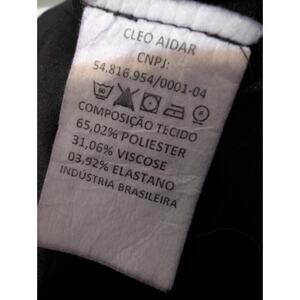 CLEO AIDAR
CNPJ:
54.816.954/0001-04
COMPOSIÇÃO TECIDO
65,02% POLIESTER
31,06% VISCOSE
03,92% ELASTANO
INDÚSTRIA BRASILEIRA